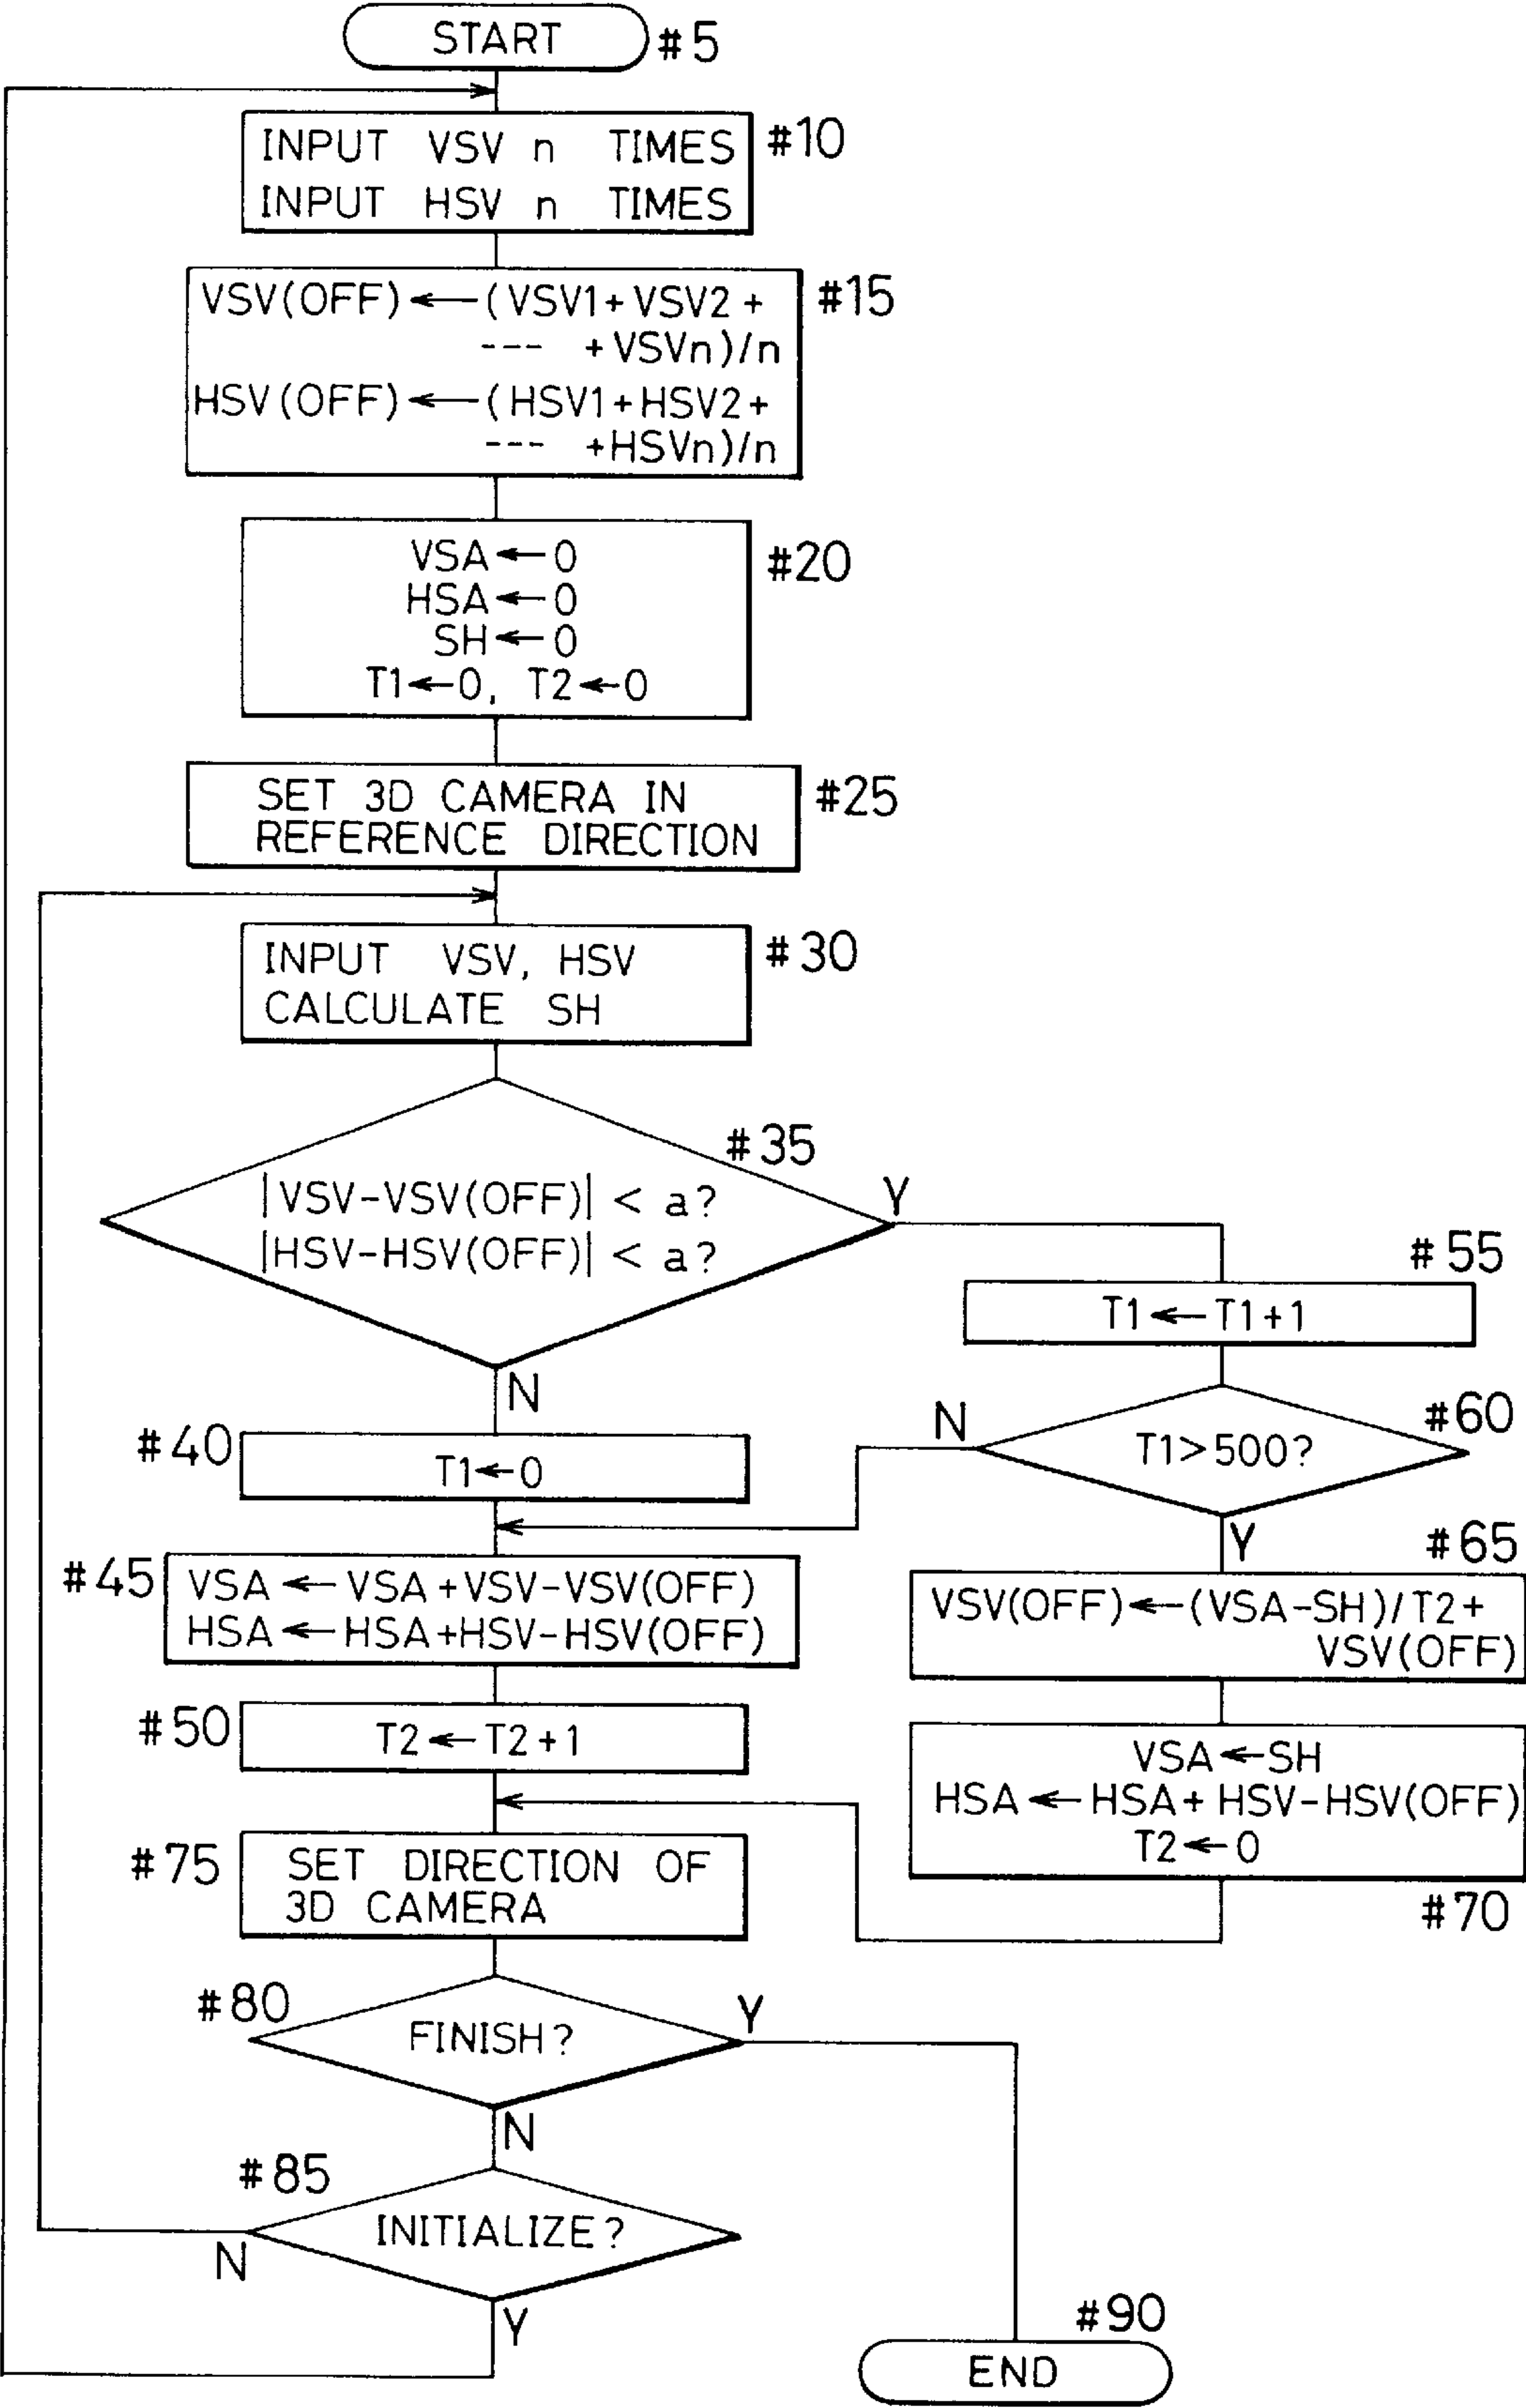 START
#5
INPUT VSV n TIMES
INPUT HSV n TIMES
#10
VSV(OFF)←(VSV1+VSV2+
--- +VSVn)/n
HSV(OFF)←(HSV1+HSV2+
--- +HSVn)/n
#15
VSA←0
HSA←0
SH←0
T1←0, T2←0
#20
SET 3D CAMERA IN
REFERENCE DIRECTION
#25
INPUT VSV, HSV
CALCULATE SH
#30
#35
|VSV-VSV(OFF)| < a?
|HSV-HSV(OFF)| < a?
Y
N
#55
T1←T1+1
#60
T1>500?
N
Y
#40
T1←0
#45
VSA←VSA+VSV-VSV(OFF)
HSA←HSA+HSV-HSV(OFF)
#65
VSV(OFF)←(VSA-SH)/T2+
VSV(OFF)
#50
T2←T2+1
VSA←SH
HSA←HSA+HSV-HSV(OFF)
T2←0
#70
#75
SET DIRECTION OF
3D CAMERA
#80
FINISH?
Y
N
#85
INITIALIZE?
N
Y
#90
END